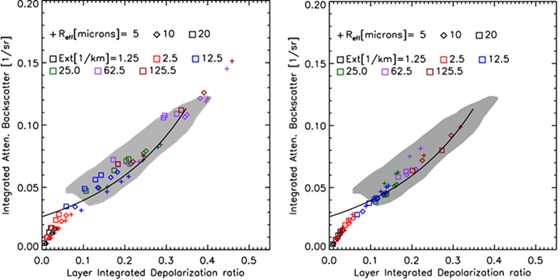 R_eff[microns]= 5 10 20
Ext[1/km]=1.25 2.5 12.5
25.0 62.5 125.5
Integrated Atten. Backscatter [1/sr]
0.20
0.15
0.10
0.05
0.00
0.0 0.1 0.2 0.3 0.4 0.5
Layer Integrated Depolorization ratio
R_eff[microns]= 5 10 20
Ext[1/km]=1.25 2.5 12.5
25.0 62.5 125.5
Integrated Atten. Backscatter [1/sr]
0.20
0.15
0.10
0.05
0.00
0.0 0.1 0.2 0.3 0.4 0.5
Layer Integrated Depolorization ratio